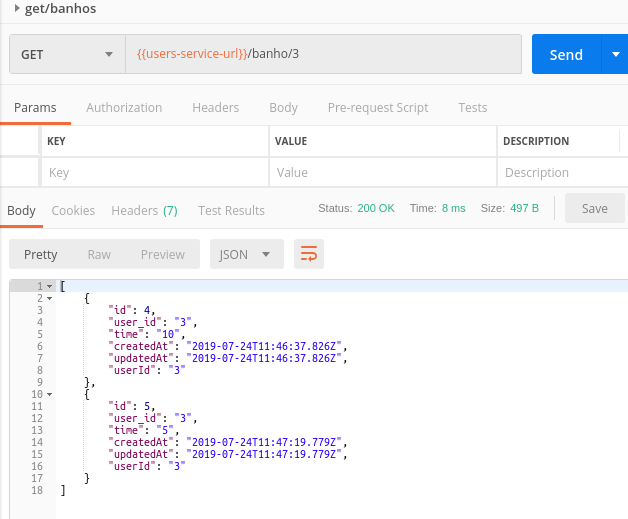 get/banhos
GET {{users-service-url}}/banho/3 Send
Params Authorization Headers Body Pre-request Script Tests
KEY VALUE DESCRIPTION
Key Value Description
Body Cookies Headers (7) Test Results Status: 200 OK Time: 8 ms Size: 497 B Save
Pretty Raw Preview JSON
1 [
2 {
3 "id": 4,
4 "user_id": "3",
5 "time": "10",
6 "createdAt": "2019-07-24T11:46:37.826Z",
7 "updatedAt": "2019-07-24T11:46:37.826Z",
8 "userId": "3"
9 },
10 {
11 "id": 5,
12 "user_id": "3",
13 "time": "5",
14 "createdAt": "2019-07-24T11:47:19.779Z",
15 "updatedAt": "2019-07-24T11:47:19.779Z",
16 "userId": "3"
17 }
18 ]